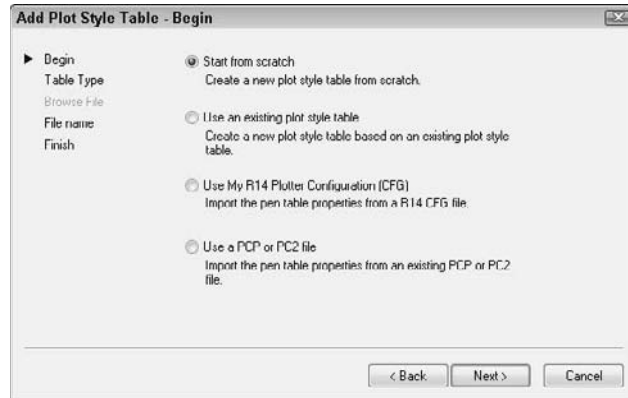 Add Plot Style Table - Begin
Begin
Table Type
Browse File
File name
Finish
Start from scratch
Create a new plot style table from scratch.
Use an existing plot style table
Create a new plot style table based on an existing plot style
table.
Use My R14 Plotter Configuration (CFG)
Import the pen table properties from a R14 CFG file.
Use a PCP or PC2 file
Import the pen table properties from an existing PCP or PC2
file.
< Back
Next >
Cancel